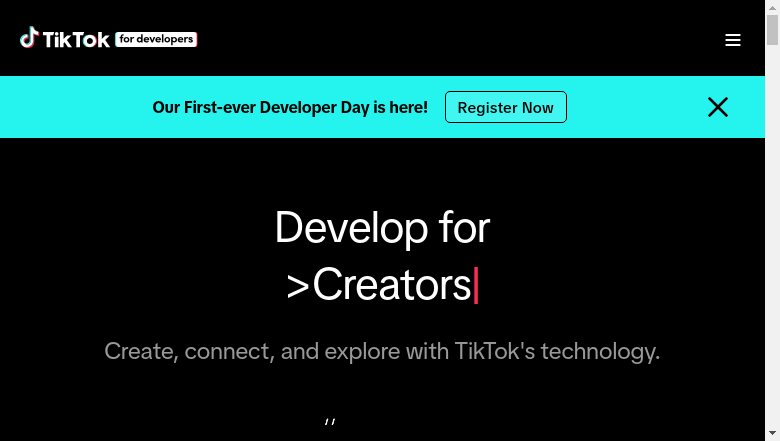 TikTok for developers
Our First-ever Developer Day is here! Register Now
Develop for
>Creators
Create, connect, and explore with TikTok's technology.